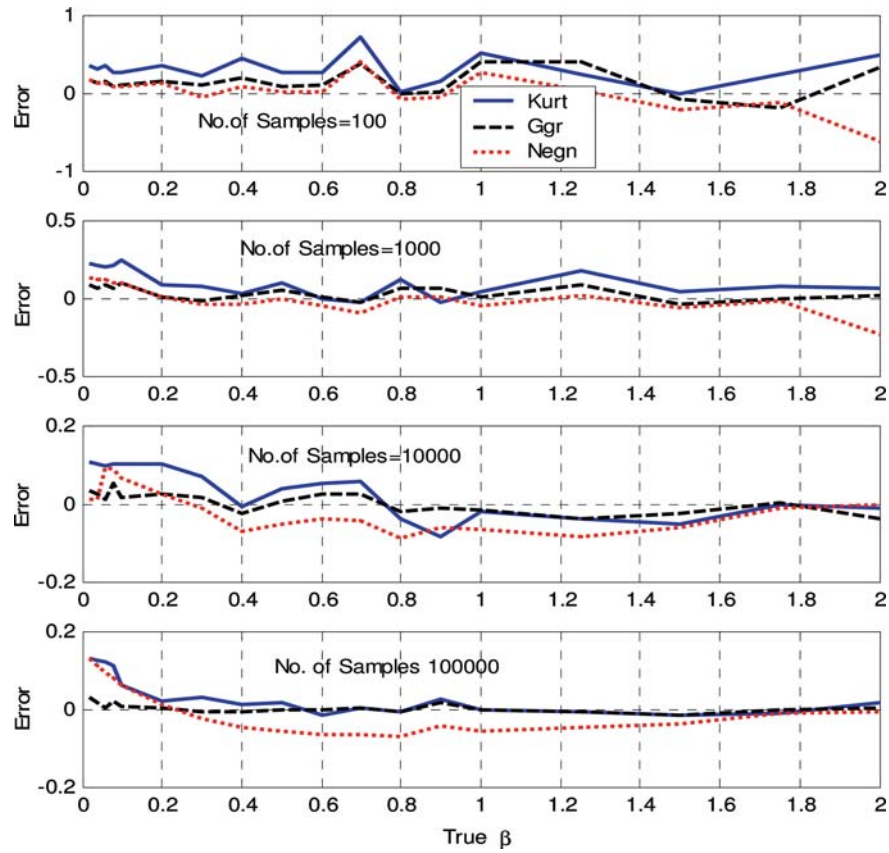 1
Error
0
-1
No.of Samples=100
Kurt
Ggr
Negn
0 0.2 0.4 0.6 0.8 1 1.2 1.4 1.6 1.8 2
0.5
Error
0
-0.5
No.of Samples=1000
0 0.2 0.4 0.6 0.8 1 1.2 1.4 1.6 1.8 2
0.2
Error
0
-0.2
No.of Samples=10000
0 0.2 0.4 0.6 0.8 1 1.2 1.4 1.6 1.8 2
0.2
Error
0
-0.2
No. of Samples 100000
0 0.2 0.4 0.6 0.8 1 1.2 1.4 1.6 1.8 2
True β